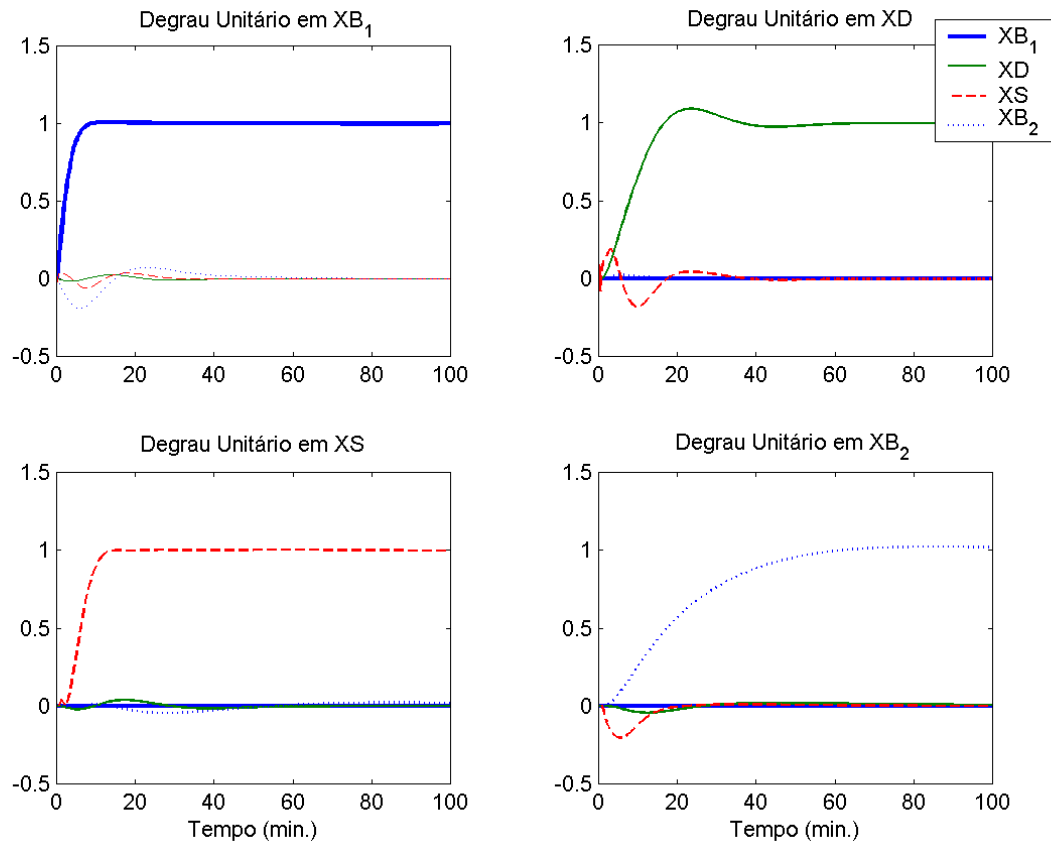 Degrau Unitário em XB1
1.5
1
0.5
0
-0.5
0 20 40 60 80 100
Degrau Unitário em XD
1.5
1
0.5
0
-0.5
0 20 40 60 80 100
XB1
XD
XS
XB2
Degrau Unitário em XS
1.5
1
0.5
0
-0.5
0 20 40 60 80 100
Tempo (min.)
Degrau Unitário em XB2
1.5
1
0.5
0
-0.5
0 20 40 60 80 100
Tempo (min.)